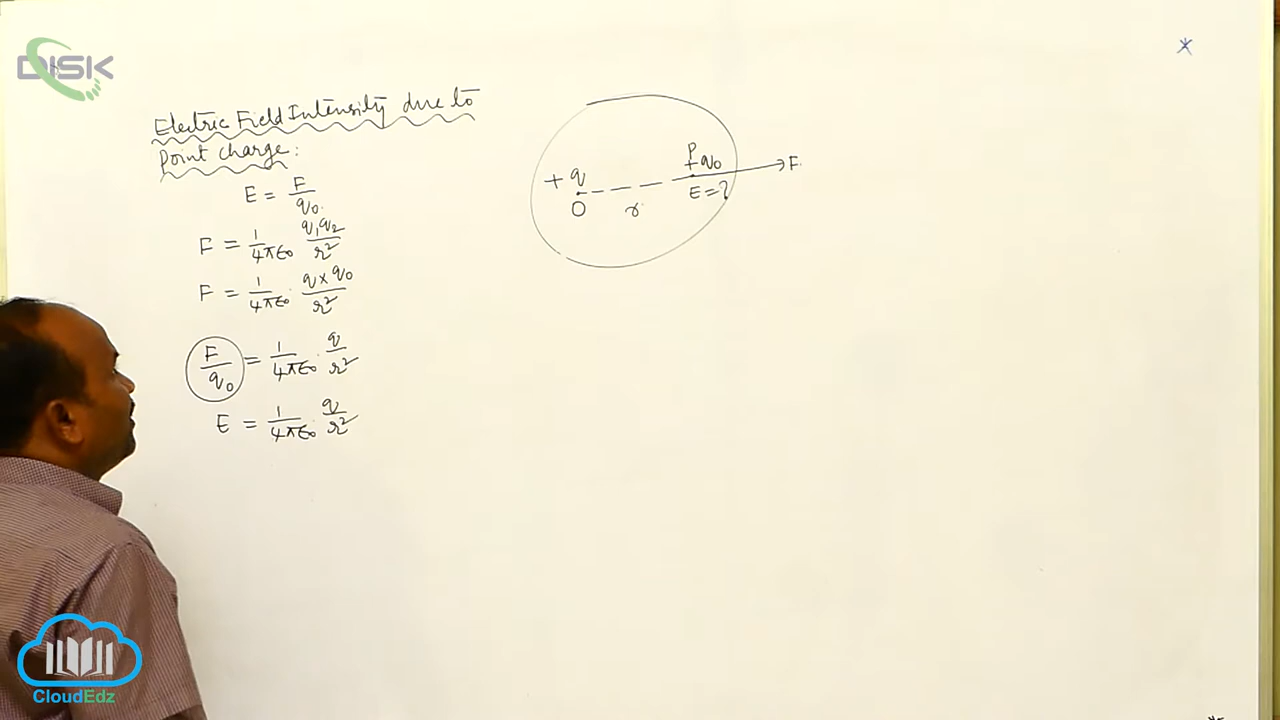 DISK
Electric Field Intensity due to
Point charge:
E = F/q₀
F = 1/4πε₀ q₁q₂/r²
F = 1/4πε₀ · q×q₀/r²
F/q₀ = 1/4πε₀ · q/r²
E = 1/4πε₀ · q/r²
P
+q₀
F
+q
E=?
O
r
CloudEdz